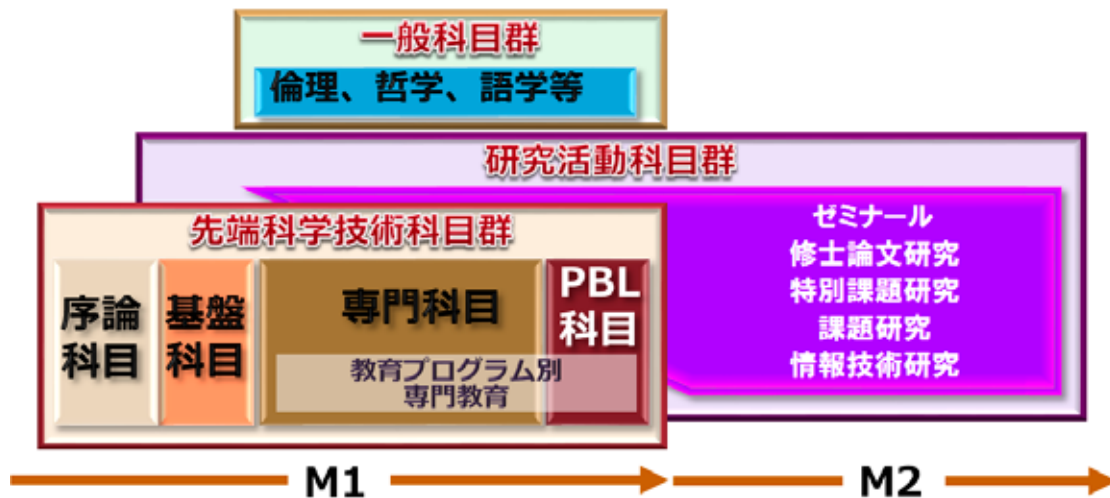 一般科目群
倫理、哲学、語学等
研究活動科目群
ゼミナール
修士論文研究
特別課題研究
課題研究
情報技術研究
先端科学技術科目群
序論
科目
基盤
科目
専門科目
PBL
科目
教育プログラム別
専門教育
M1
M2